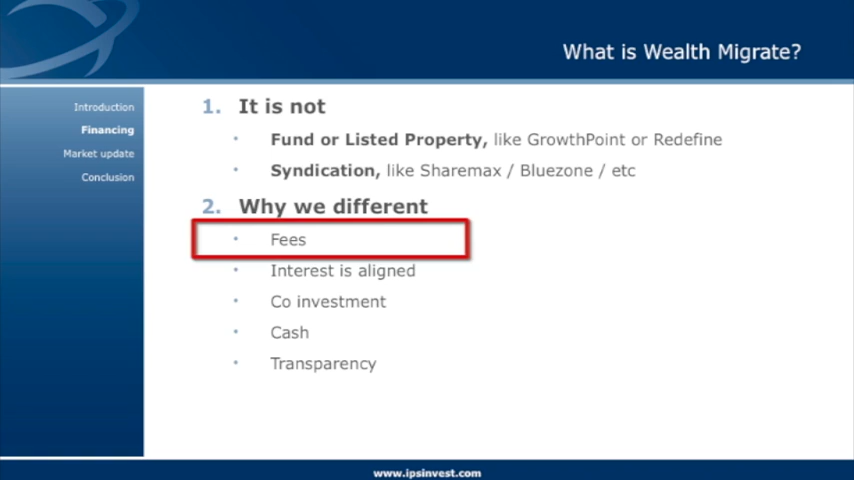 What is Wealth Migrate?
Introduction
Financing
Market update
Conclusion
1. It is not
• Fund or Listed Property, like GrowthPoint or Redefine
• Syndication, like Sharemax / Bluezone / etc
2. Why we different
• Fees
• Interest is aligned
• Co investment
• Cash
• Transparency
www.ipsinvest.com